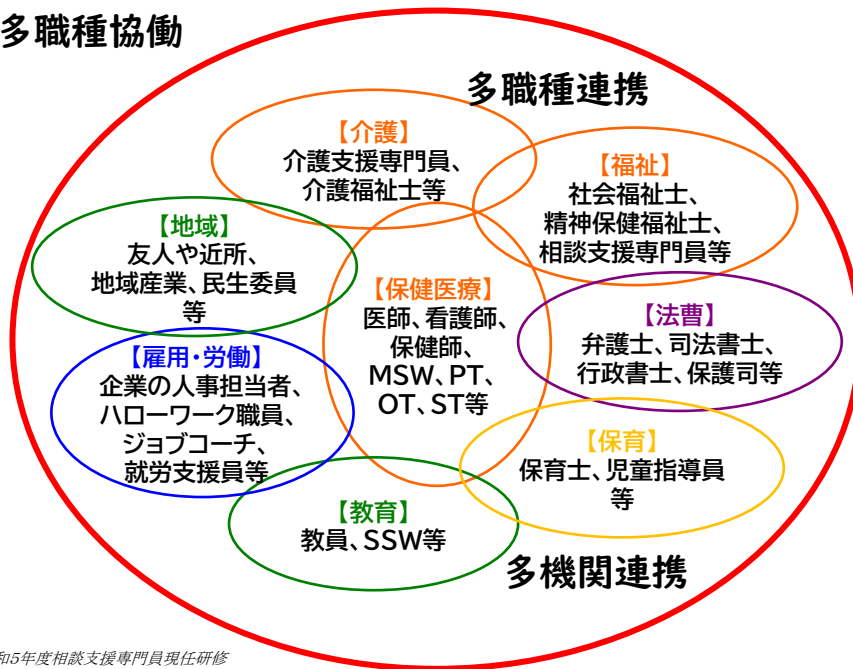 多職種協働
多職種連携
【介護】
介護支援専門員、
介護福祉士等
【福祉】
社会福祉士、
精神保健福祉士、
相談支援専門員等
【地域】
友人や近所、
地域産業、民生委員
等
【保健医療】
医師、看護師、
保健師、
MSW、PT、
OT、ST等
【法曹】
弁護士、司法書士、
行政書士、保護司等
【雇用・労働】
企業の人事担当者、
ハローワーク職員、
ジョブコーチ、
就労支援員等
【保育】
保育士、児童指導員
等
【教育】
教員、SSW等
多機関連携
和5年度相談支援専門員現任研修